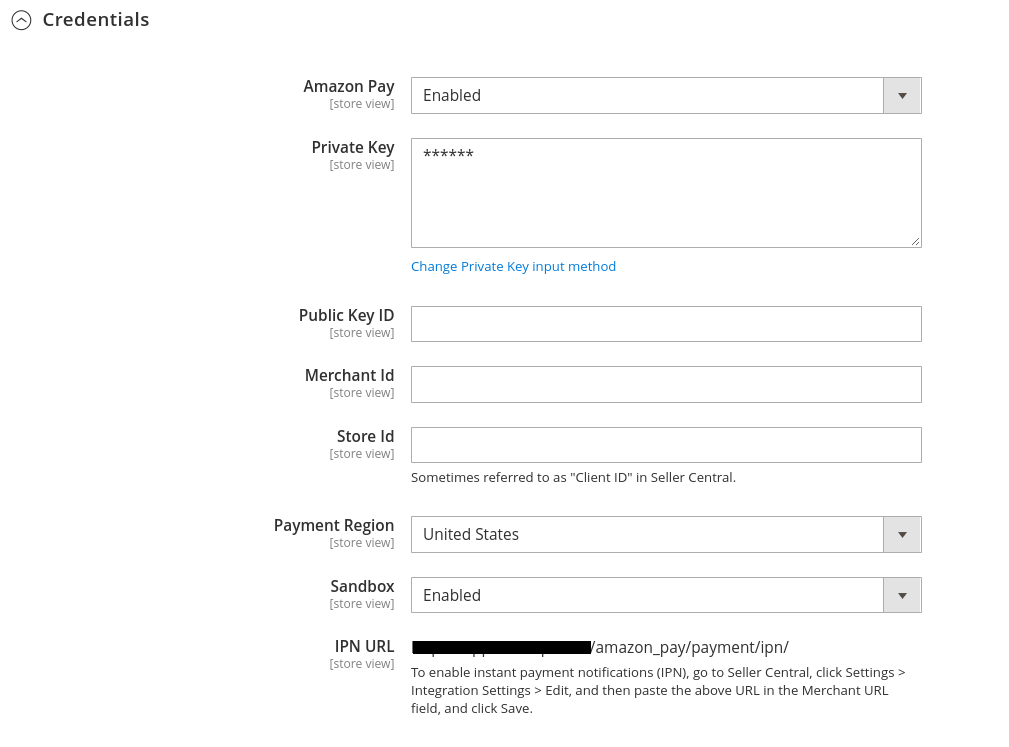 Credentials
Amazon Pay
[store view]
Enabled
Private Key
[store view]
******
Change Private Key input method
Public Key ID
[store view]
Merchant Id
[store view]
Store Id
[store view]
Sometimes referred to as "Client ID" in Seller Central.
Payment Region
[store view]
United States
Sandbox
[store view]
Enabled
IPN URL
[store view]
/amazon_pay/payment/ipn/
To enable instant payment notifications (IPN), go to Seller Central, click Settings >
Integration Settings > Edit, and then paste the above URL in the Merchant URL
field, and click Save.